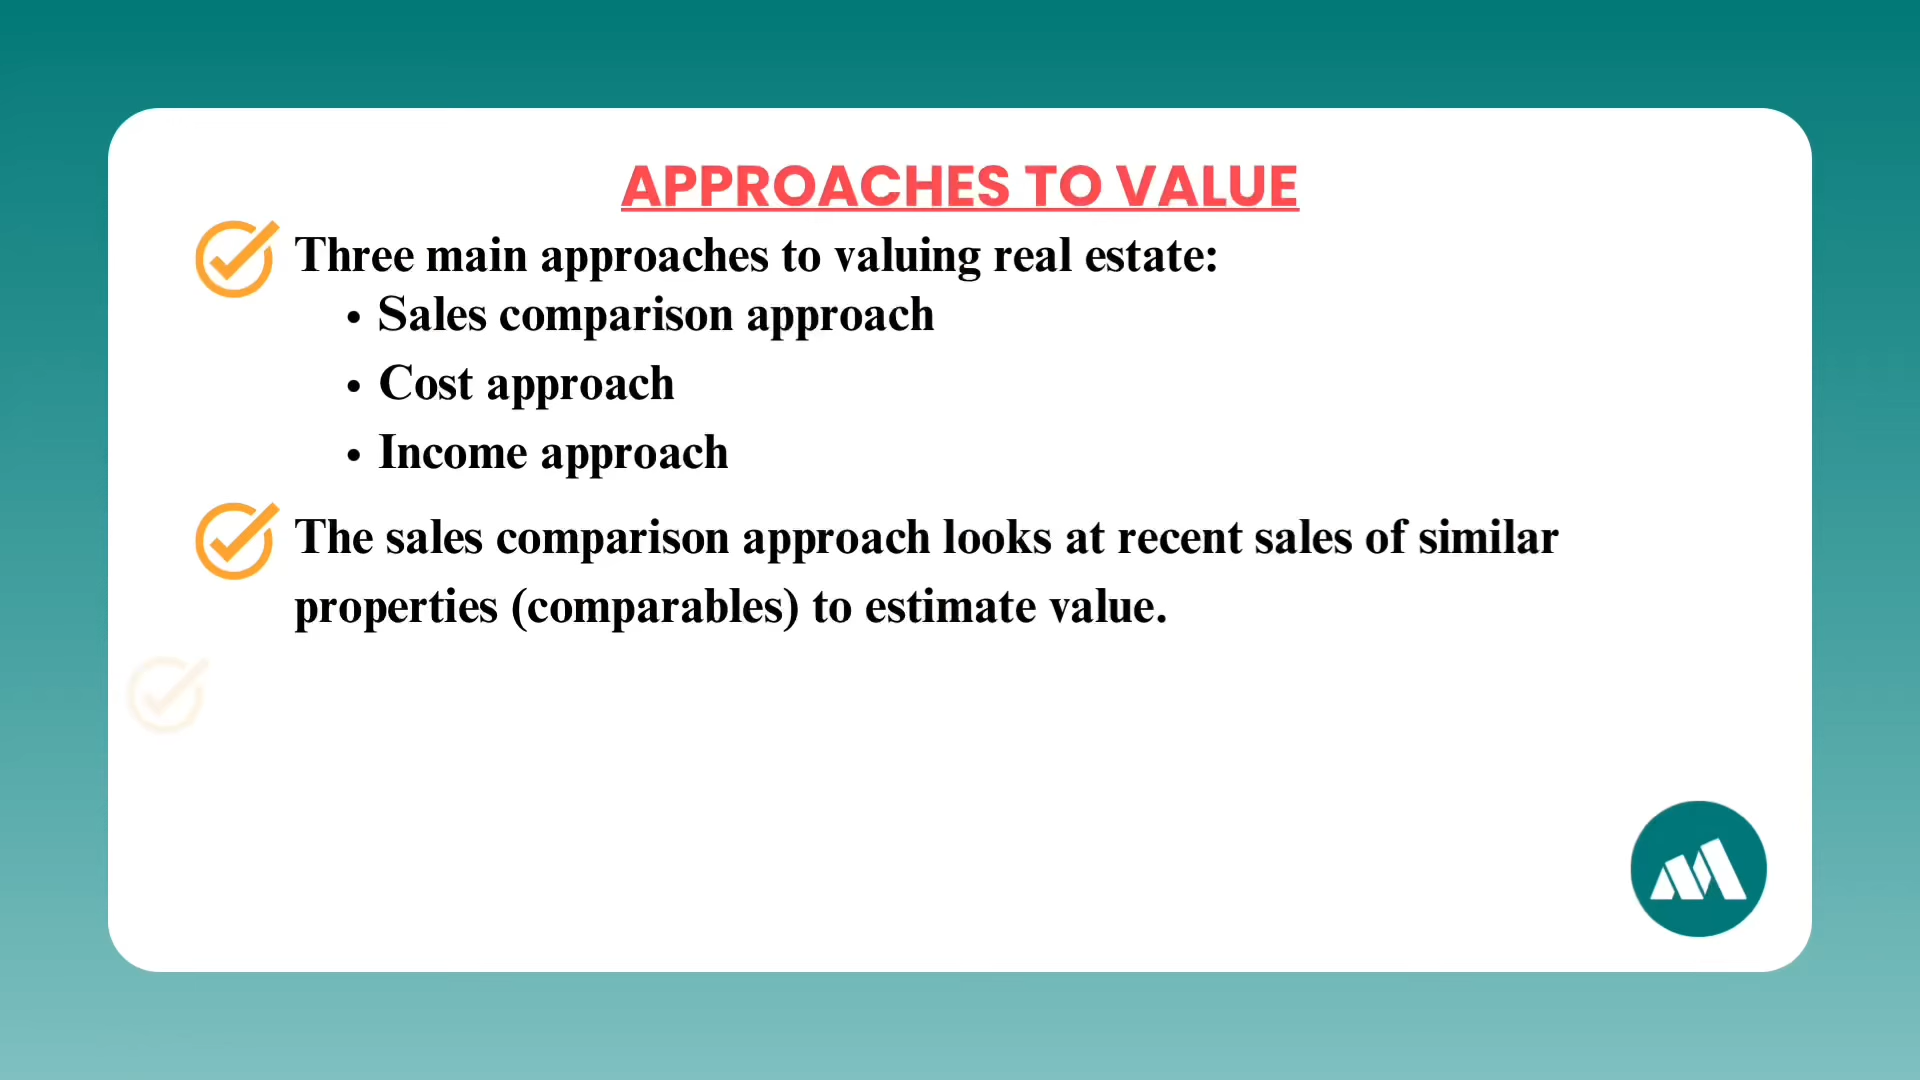 APPROACHES TO VALUE
Three main approaches to valuing real estate:
• Sales comparison approach
• Cost approach
• Income approach
The sales comparison approach looks at recent sales of similar
properties (comparables) to estimate value.